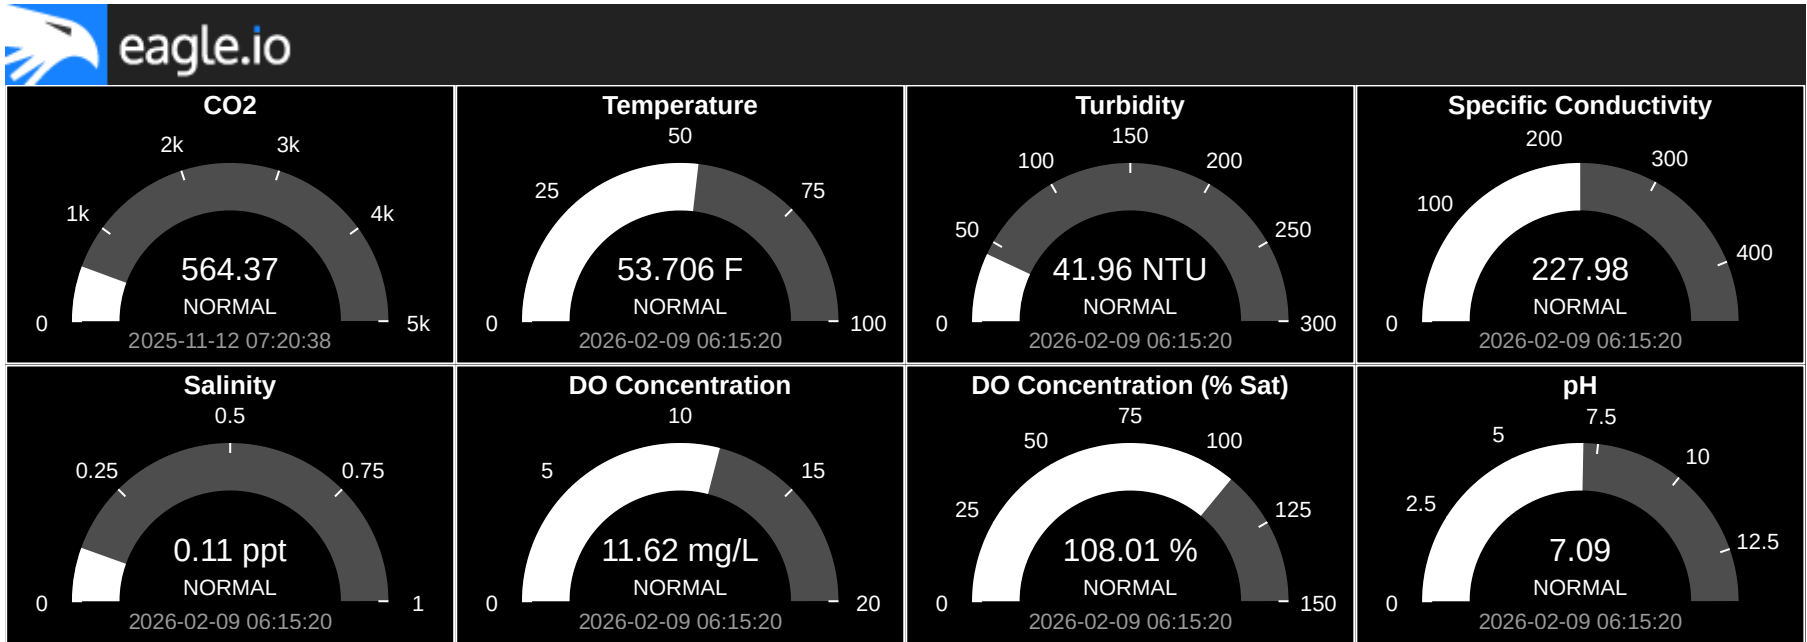 eagle.io
CO2
0
1k
2k
3k
4k
5k
564.37
NORMAL
2025-11-12 07:20:38
Temperature
0
25
50
75
100
53.706 F
NORMAL
2026-02-09 06:15:20
Turbidity
0
50
100
150
200
250
300
41.96 NTU
NORMAL
2026-02-09 06:15:20
Specific Conductivity
0
100
200
300
400
227.98
NORMAL
2026-02-09 06:15:20
Salinity
0
0.25
0.5
0.75
1
0.11 ppt
NORMAL
2026-02-09 06:15:20
DO Concentration
0
5
10
15
20
11.62 mg/L
NORMAL
2026-02-09 06:15:20
DO Concentration (% Sat)
0
25
50
75
100
125
150
108.01 %
NORMAL
2026-02-09 06:15:20
pH
0
2.5
5
7.5
10
12.5
7.09
NORMAL
2026-02-09 06:15:20